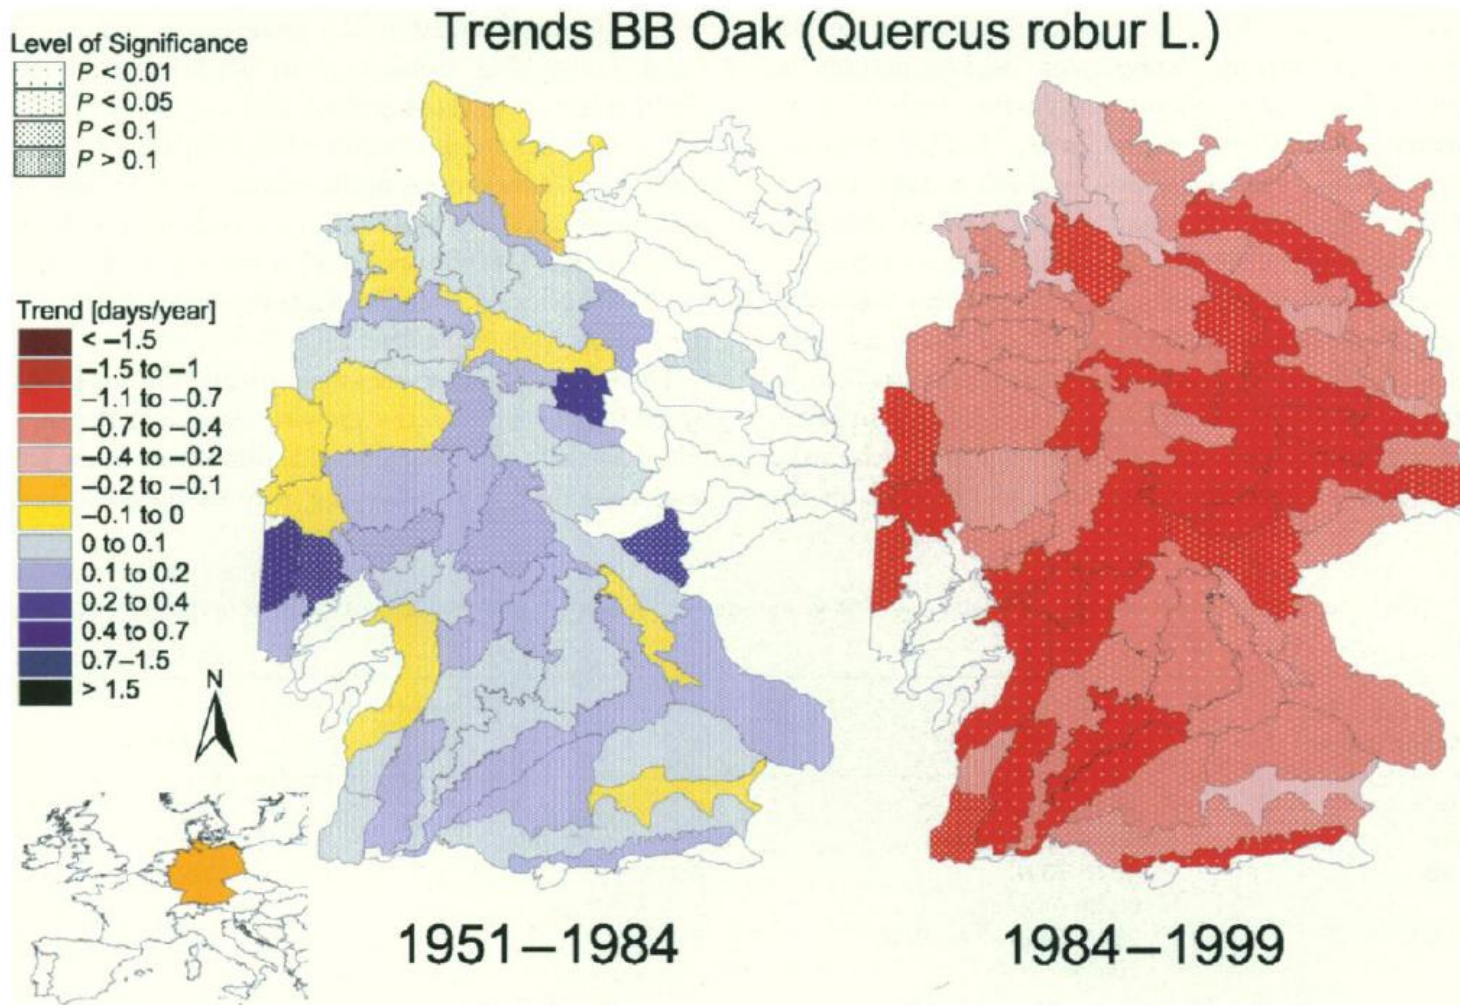 Trends BB Oak (Quercus robur L.)
Level of Significance
P < 0.01
P < 0.05
P < 0.1
P > 0.1
Trend [days/year]
< −1.5
−1.5 to −1
−1.1 to −0.7
−0.7 to −0.4
−0.4 to −0.2
−0.2 to −0.1
−0.1 to 0
0 to 0.1
0.1 to 0.2
0.2 to 0.4
0.4 to 0.7
0.7−1.5
> 1.5
N
1951−1984
1984−1999